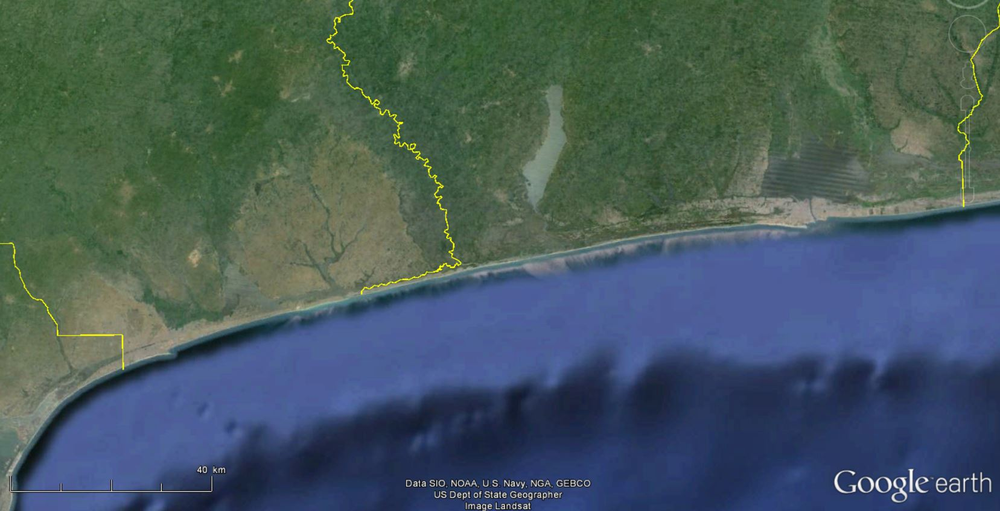 40 km
Data SIO, NOAA, U.S. Navy, NGA, GEBCO
US Dept of State Geographer
Image Landsat
Google earth